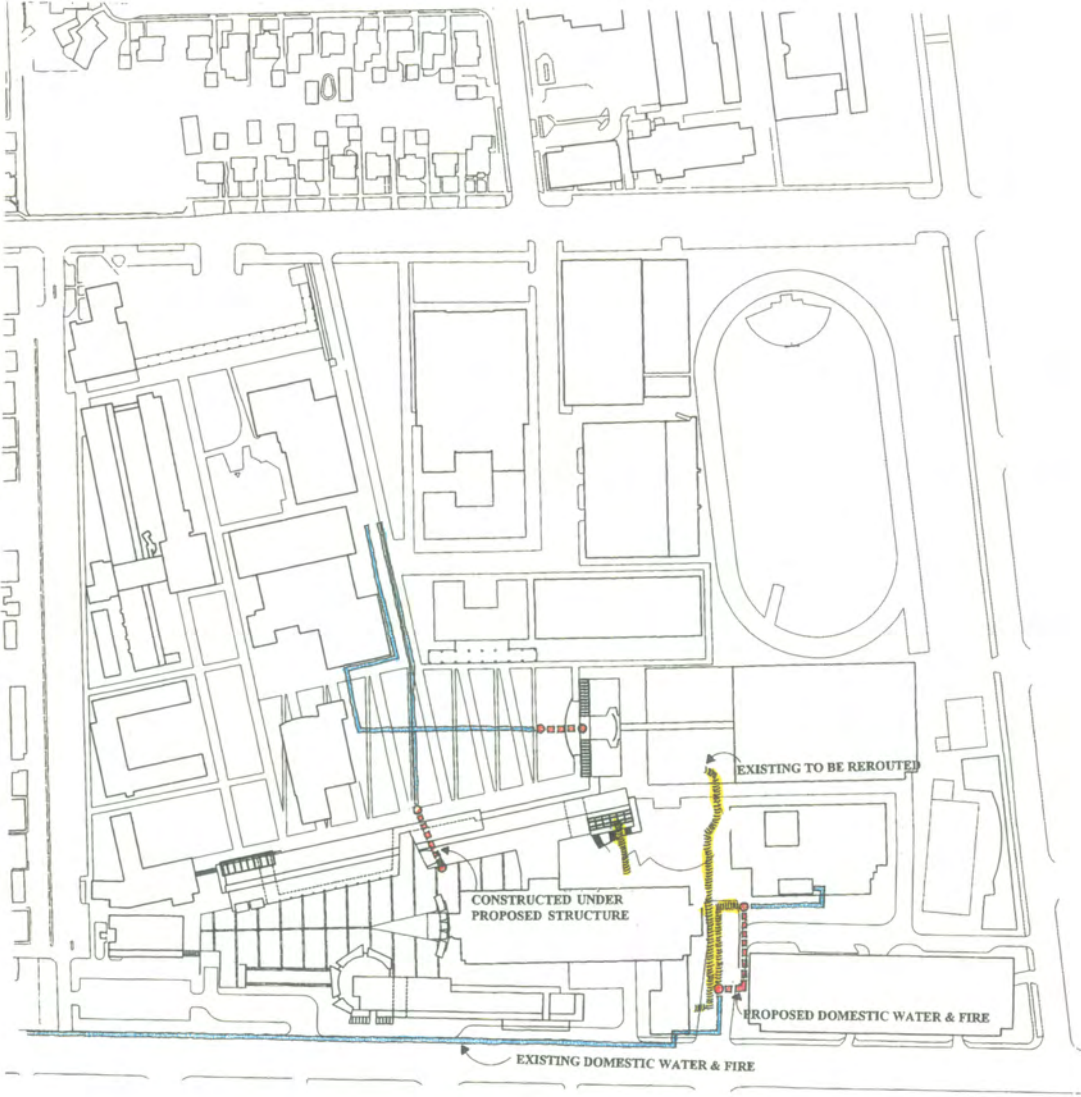 EXISTING TO BE REROUTED
CONSTRUCTED UNDER
PROPOSED STRUCTURE
PROPOSED DOMESTIC WATER & FIRE
EXISTING DOMESTIC WATER & FIRE